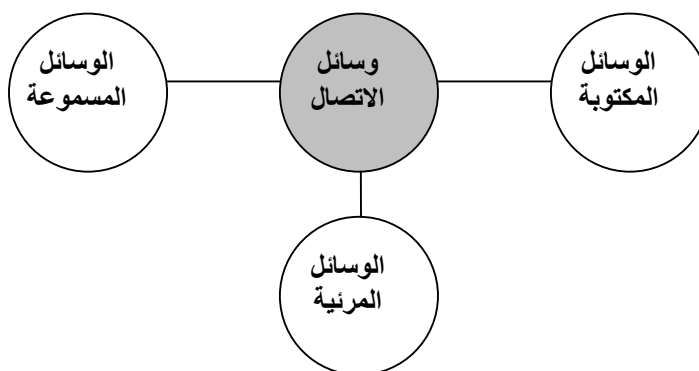 الوسائل
المكتوبة
وسائل
الاتصال
الوسائل
المسموعة
الوسائل
المرئية